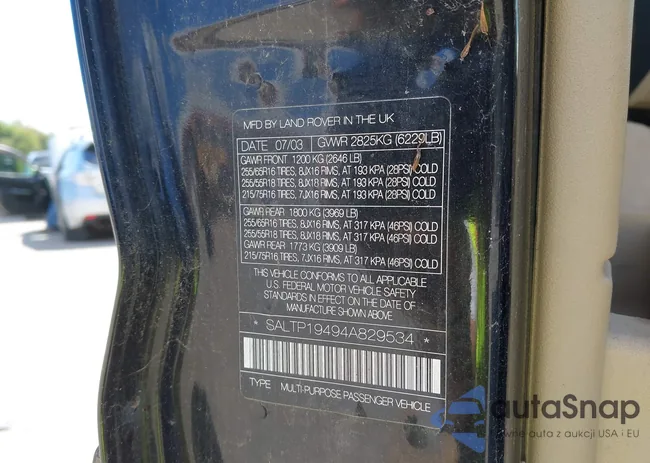 MFD BY LAND ROVER IN THE UK
DATE 07/03 GVWR 2825KG (6229LB)
GAWR FRONT 1200 KG (2646 LB)
255/65R16 TIRES, 8JX16 RIMS, AT 193 KPA (28PSI) COLD
255/55R18 TIRES, 8JX18 RIMS, AT 193 KPA (28PSI) COLD
215/75R16 TIRES, 7JX16 RIMS, AT 193 KPA (28PSI) COLD
GAWR REAR 1800 KG (3969 LB)
255/65R16 TIRES, 8JX16 RIMS, AT 317 KPA (46PSI) COLD
255/55R18 TIRES, 8JX18 RIMS, AT 317 KPA (46PSI) COLD
GAWR REAR 1773 KG (3909 LB)
215/75R16 TIRES, 7JX16 RIMS, AT 317 KPA (46PSI) COLD
THIS VEHICLE CONFORMS TO ALL APPLICABLE
U.S. FEDERAL MOTOR VEHICLE SAFETY
STANDARDS IN EFFECT ON THE DATE OF
MANUFACTURE SHOWN ABOVE
* SALTP19494A829534 *
TYPE MULTI-PURPOSE PASSENGER VEHICLE
autaSnap
pewne auto z aukcji USA i EU